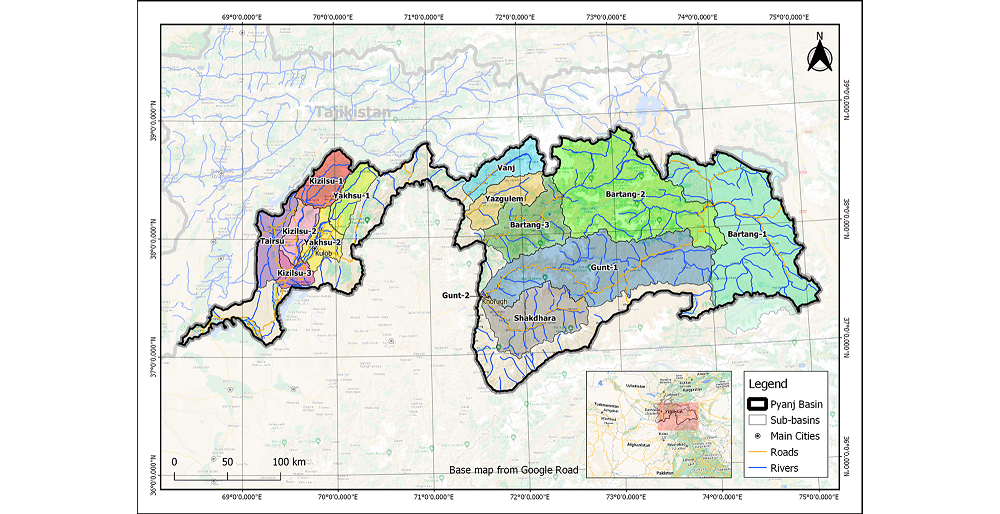 69°0'0.000"E 70°0'0.000"E 71°0'0.000"E 72°0'0.000"E 73°0'0.000"E 74°0'0.000"E 75°0'0.000"E
N
39°0'0.000"N
39°0'0.000"N
Tajikistan
Vanj
Kizilsu-1
Yakhsu-1
Yazgulem
Bartang-2
38°0'0.000"N
38°0'0.000"N
Bartang-3
Kizilsu-2
Bartang-1
Tairsu
Yakhsu-2
Kulob
Gunt-1
Kizilsu-3
Gunt-2
Khorugh
Shakdhara
37°0'0.000"N
37°0'0.000"N
Legend
Pyanj Basin
Sub-basins
Main Cities
Roads
Rivers
Uzbekistan
Afghanistan
Pakistan
0 50 100 km
Base map from Google Road
36°0'0.000"N
36°0'0.000"N
69°0'0.000"E 70°0'0.000"E 71°0'0.000"E 72°0'0.000"E 73°0'0.000"E 74°0'0.000"E 75°0'0.000"E